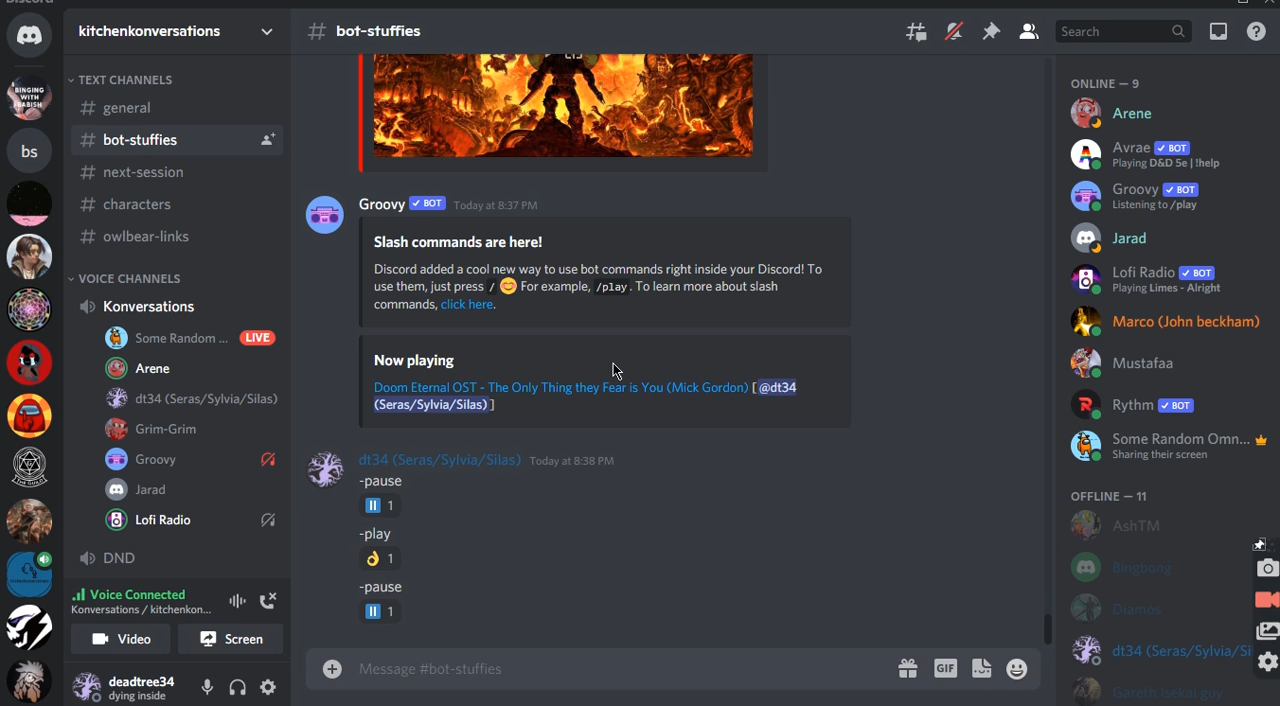 Discord
kitchenkonversations
TEXT CHANNELS
# general
# bot-stuffies
# next-session
# characters
# owlbear-links
VOICE CHANNELS
Konversations
Some Random ... LIVE
Arene
dt34 (Seras/Sylvia/Silas)
Grim-Grim
Groovy
Jarad
Lofi Radio
DND
Voice Connected
Konversations / kitchenkon...
Video
Screen
deadtree34
dying inside
BINGING
WITH
BABISH
bs
# bot-stuffies
Search
Groovy ✓ BOT Today at 8:37 PM
Slash commands are here!
Discord added a cool new way to use bot commands right inside your Discord! To
use them, just press / 😊 For example, /play. To learn more about slash
commands, click here.
Now playing
Doom Eternal OST - The Only Thing they Fear is You (Mick Gordon) [@dt34
(Seras/Sylvia/Silas)]
dt34 (Seras/Sylvia/Silas) Today at 8:38 PM
-pause
⏸ 1
-play
👌 1
-pause
⏸ 1
Message #bot-stuffies
GIF
ONLINE — 9
Arene
Avrae ✓ BOT
Playing D&D 5e | !help
Groovy ✓ BOT
Listening to /play
Jarad
Lofi Radio ✓ BOT
Playing Limes - Alright
Marco (John beckham)
Mustafaa
Rythm ✓ BOT
Some Random Omn...
Sharing their screen
OFFLINE — 11
AshTM
Bingbong
Diamos
dt34 (Seras/Sylvia/Si
Gareth Isekai guy